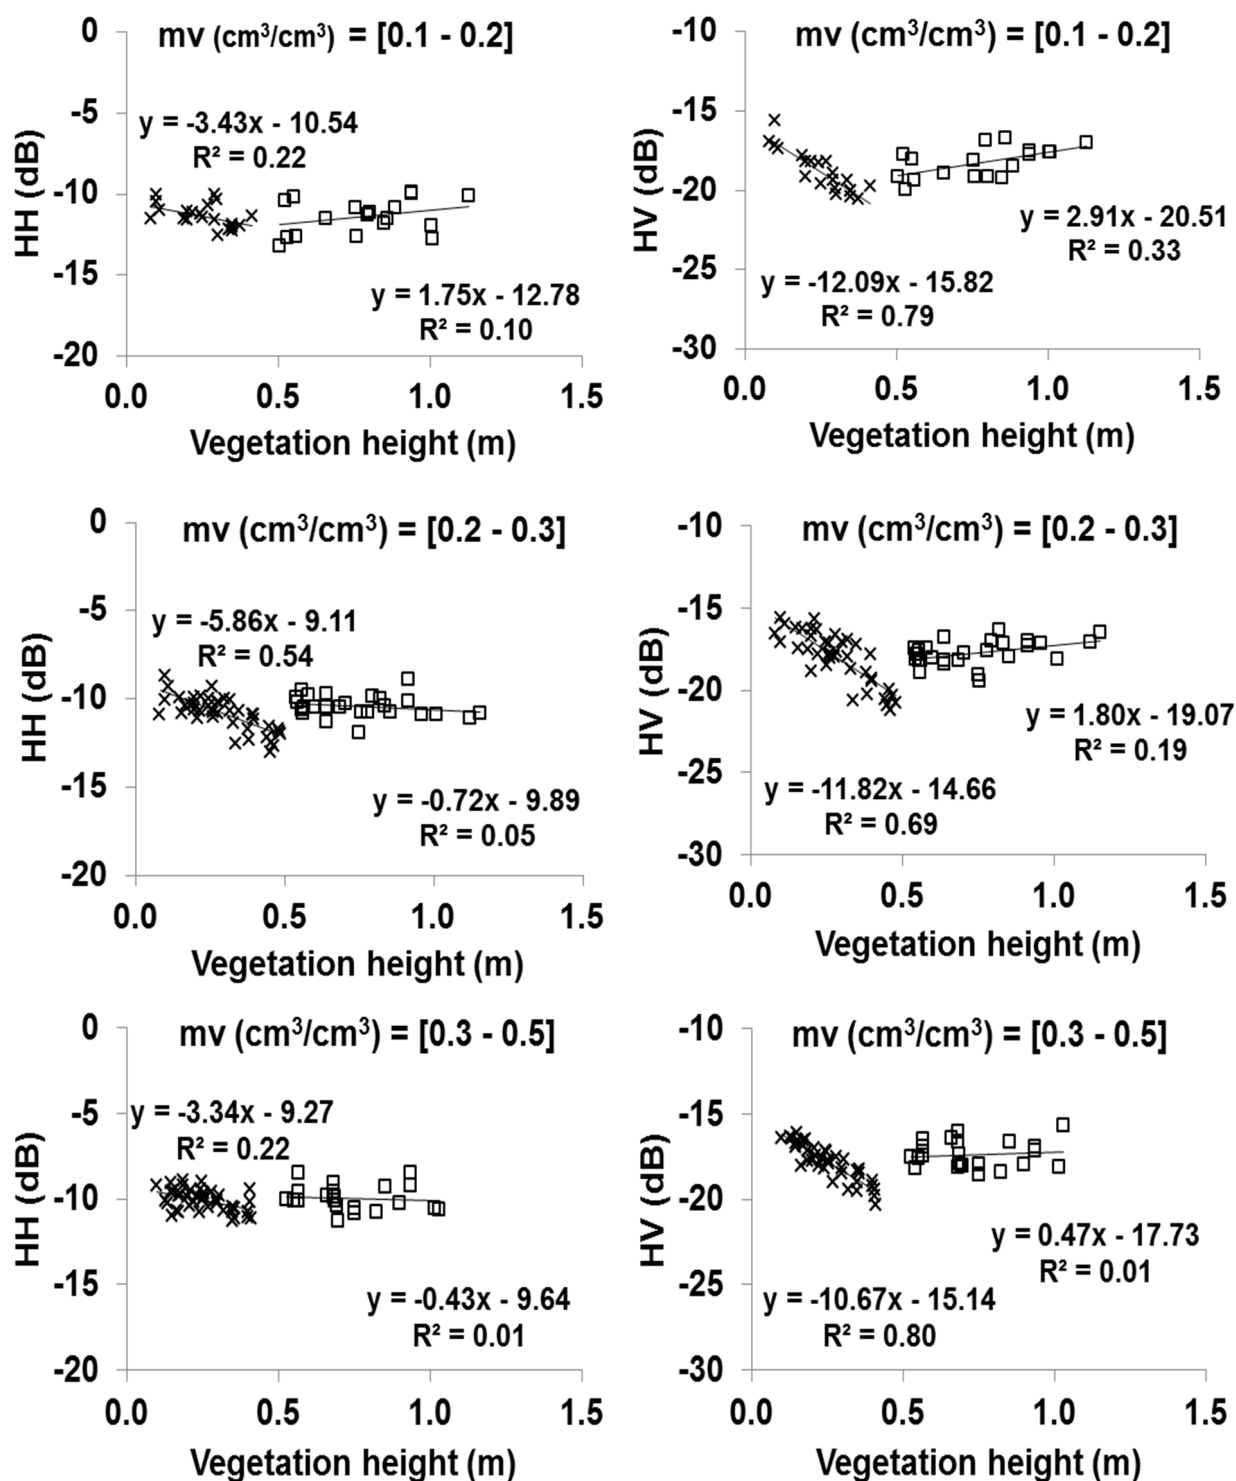 mv (cm³/cm³) = [0.1 - 0.2]
y = -3.43x - 10.54
R² = 0.22
y = 1.75x - 12.78
R² = 0.10
HH (dB)
0
-5
-10
-15
-20
0.0 0.5 1.0 1.5
Vegetation height (m)
mv (cm³/cm³) = [0.1 - 0.2]
y = 2.91x - 20.51
R² = 0.33
y = -12.09x - 15.82
R² = 0.79
HV (dB)
-10
-15
-20
-25
-30
0.0 0.5 1.0 1.5
Vegetation height (m)
mv (cm³/cm³) = [0.2 - 0.3]
y = -5.86x - 9.11
R² = 0.54
y = -0.72x - 9.89
R² = 0.05
HH (dB)
0
-5
-10
-15
-20
0.0 0.5 1.0 1.5
Vegetation height (m)
mv (cm³/cm³) = [0.2 - 0.3]
y = 1.80x - 19.07
R² = 0.19
y = -11.82x - 14.66
R² = 0.69
HV (dB)
-10
-15
-20
-25
-30
0.0 0.5 1.0 1.5
Vegetation height (m)
mv (cm³/cm³) = [0.3 - 0.5]
y = -3.34x - 9.27
R² = 0.22
y = -0.43x - 9.64
R² = 0.01
HH (dB)
0
-5
-10
-15
-20
0.0 0.5 1.0 1.5
Vegetation height (m)
mv (cm³/cm³) = [0.3 - 0.5]
y = 0.47x - 17.73
R² = 0.01
y = -10.67x - 15.14
R² = 0.80
HV (dB)
-10
-15
-20
-25
-30
0.0 0.5 1.0 1.5
Vegetation height (m)